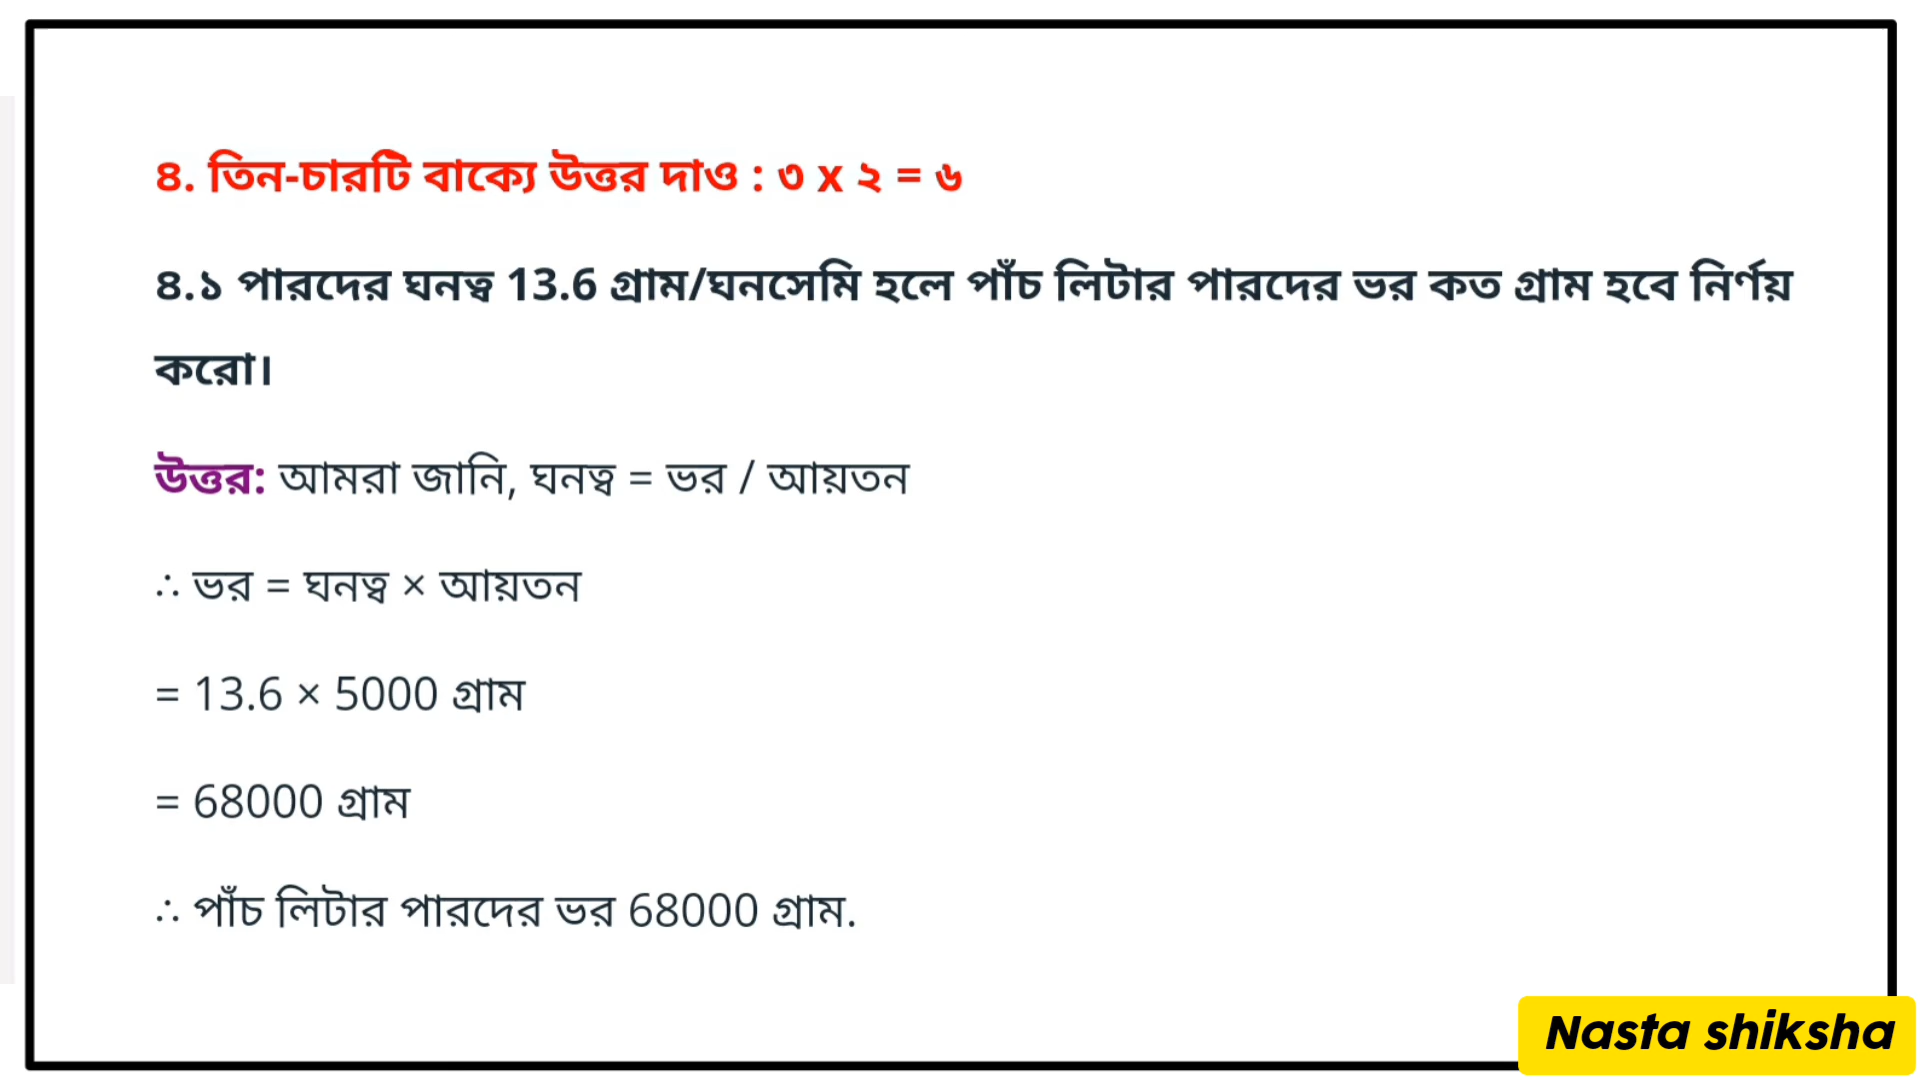 ৪. তিন-চারটি বাক্যে উত্তর দাও : ৩ x ২ = ৬
৪.১ পারদের ঘনত্ব 13.6 গ্রাম/ঘনসেমি হলে পাঁচ লিটার পারদের ভর কত গ্রাম হবে নির্ণয়
করো।
উত্তর: আমরা জানি, ঘনত্ব = ভর / আয়তন
∴ ভর = ঘনত্ব × আয়তন
= 13.6 × 5000 গ্রাম
= 68000 গ্রাম
∴ পাঁচ লিটার পারদের ভর 68000 গ্রাম.
Nasta shiksha